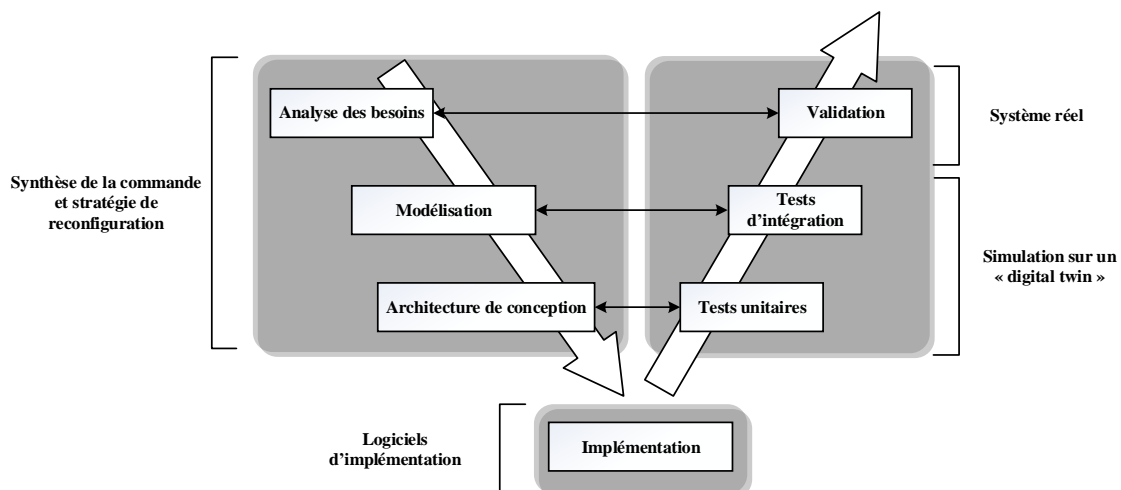 Analyse des besoins
Validation
Système réel
Synthèse de la commande
et stratégie de
reconfiguration
Modélisation
Tests
d’intégration
Simulation sur un
« digital twin »
Architecture de conception
Tests unitaires
Logiciels
d’implémentation
Implémentation